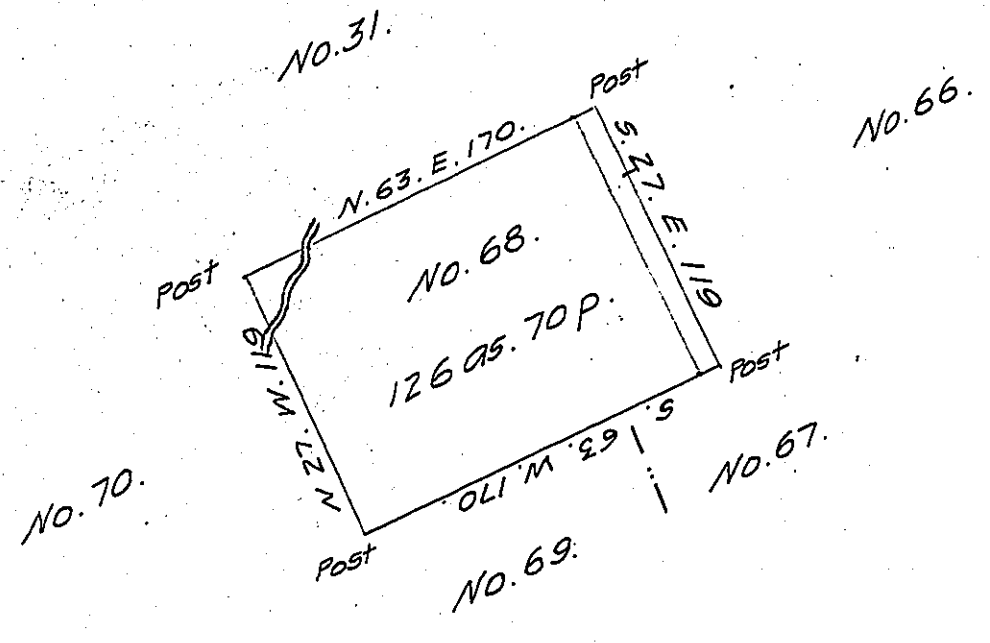 No. 31.
Post
No. 66.
N. 63. E. 170.
S. 27. E. 119
Post
No. 68.
126 as. 70 P.
N 27. W. 119
Post
S. 63. W. 170.
No. 67.
No. 70.
Post
No. 69.